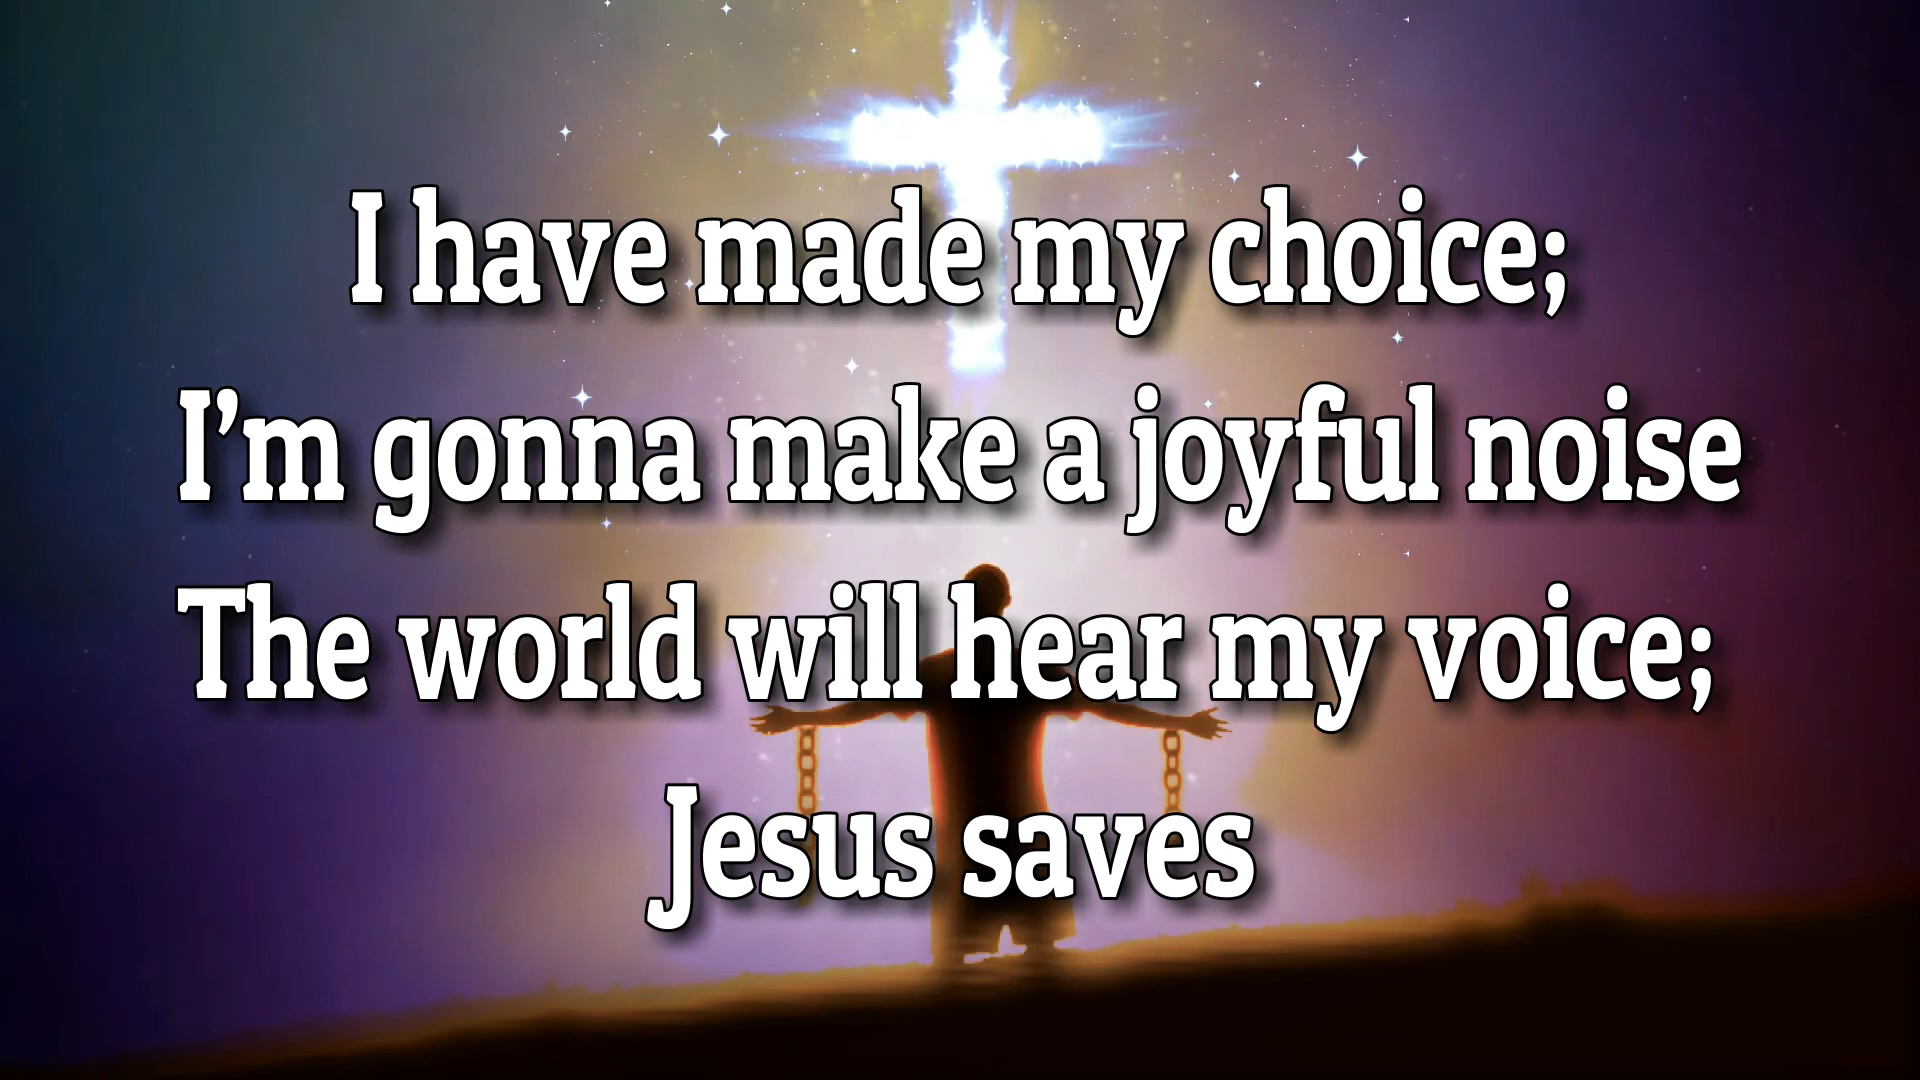 I have made my choice;
I’m gonna make a joyful noise
The world will hear my voice;
Jesus saves